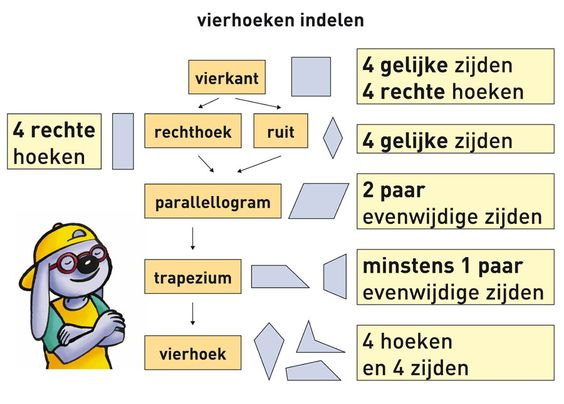 vierhoeken indelen
vierkant
4 gelijke zijden
4 rechte hoeken
4 rechte
hoeken
rechthoek
ruit
4 gelijke zijden
parallellogram
2 paar
evenwijdige zijden
trapezium
minstens 1 paar
evenwijdige zijden
vierhoek
4 hoeken
en 4 zijden